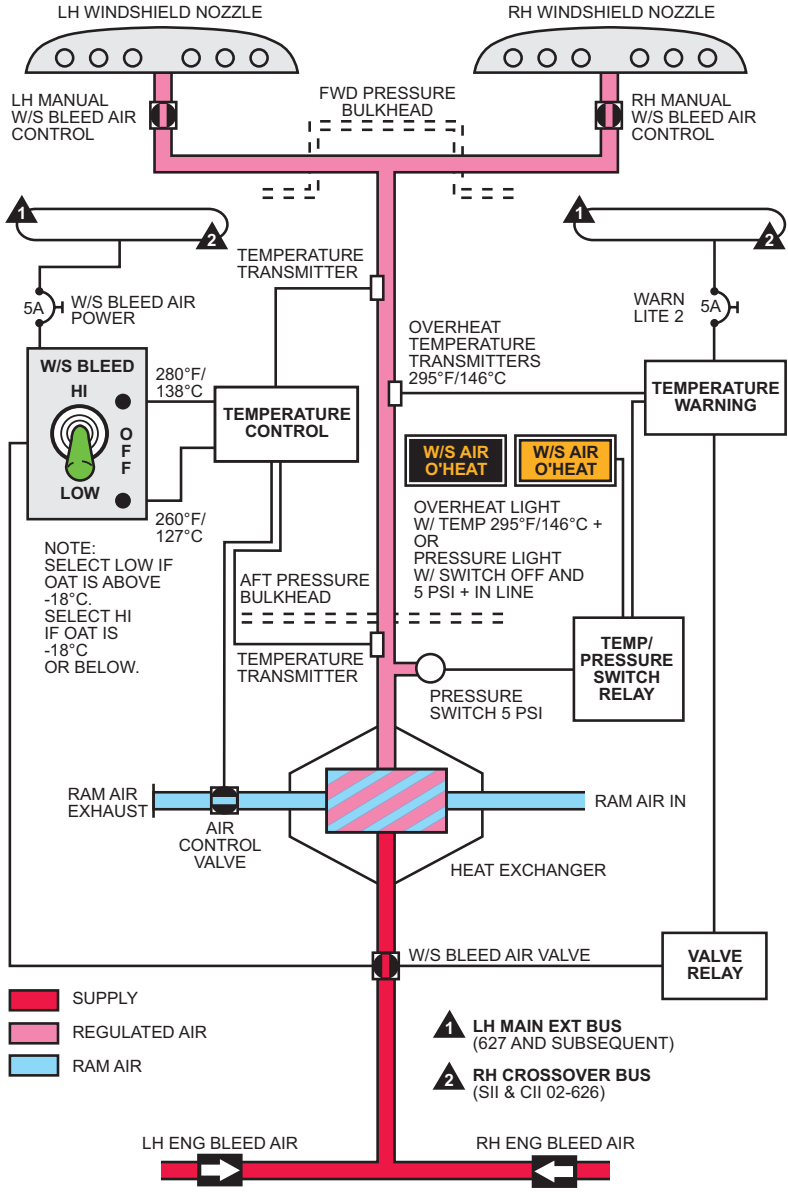 LH WINDSHIELD NOZZLE
RH WINDSHIELD NOZZLE
LH MANUAL
W/S BLEED AIR
CONTROL
FWD PRESSURE
BULKHEAD
RH MANUAL
W/S BLEED AIR
CONTROL
1
2
1
2
TEMPERATURE
TRANSMITTER
5A
W/S BLEED AIR
POWER
WARN
LITE 2
5A
OVERHEAT
TEMPERATURE
TRANSMITTERS
295°F/146°C
W/S BLEED
HI
OFF
LOW
280°F/
138°C
260°F/
127°C
TEMPERATURE
CONTROL
TEMPERATURE
WARNING
W/S AIR
O'HEAT
W/S AIR
O'HEAT
OVERHEAT LIGHT
W/ TEMP 295°F/146°C +
OR
PRESSURE LIGHT
W/ SWITCH OFF AND
5 PSI + IN LINE
NOTE:
SELECT LOW IF
OAT IS ABOVE
-18°C.
SELECT HI
IF OAT IS
-18°C
OR BELOW.
AFT PRESSURE
BULKHEAD
TEMPERATURE
TRANSMITTER
PRESSURE
SWITCH 5 PSI
TEMP/
PRESSURE
SWITCH
RELAY
RAM AIR
EXHAUST
AIR
CONTROL
VALVE
RAM AIR IN
HEAT EXCHANGER
W/S BLEED AIR VALVE
VALVE
RELAY
SUPPLY
REGULATED AIR
RAM AIR
1 LH MAIN EXT BUS
(627 AND SUBSEQUENT)
2 RH CROSSOVER BUS
(SII & CII 02-626)
LH ENG BLEED AIR
RH ENG BLEED AIR